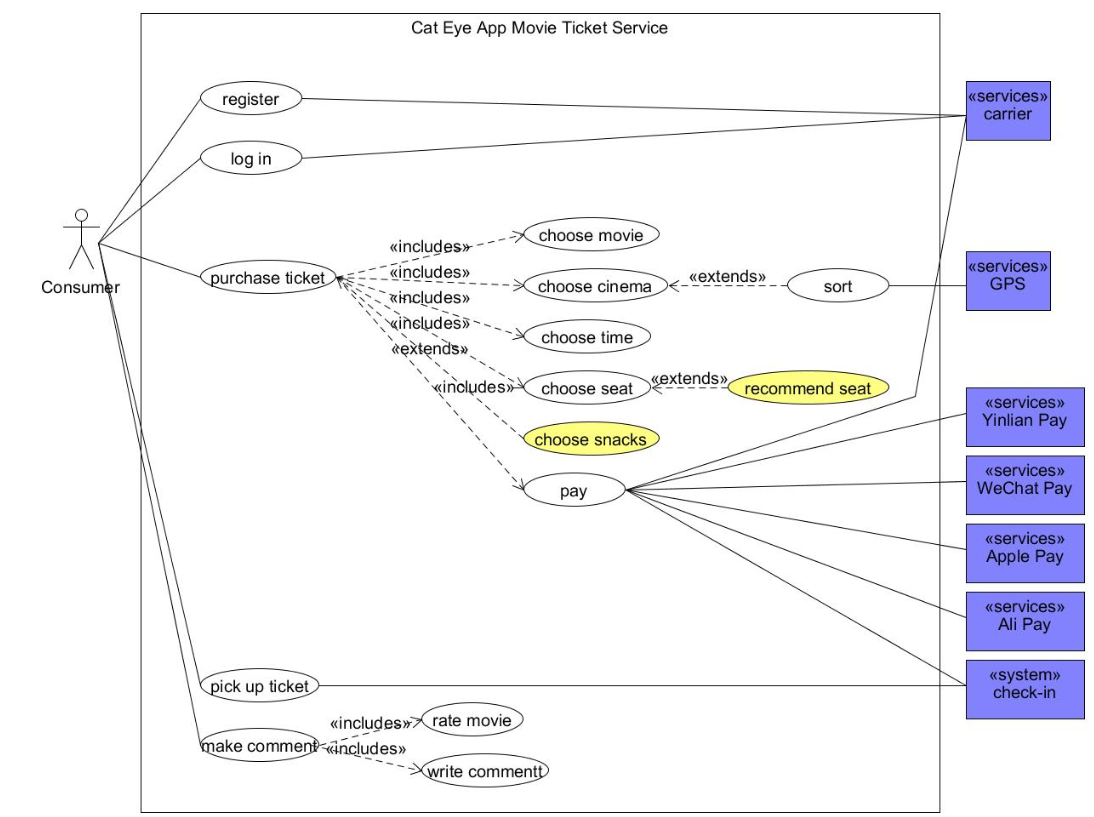 Cat Eye App Movie Ticket Service
register
«services»
carrier
log in
Consumer
choose movie
«includes»
purchase ticket
«includes»
choose cinema
«extends»
sort
«services»
GPS
«includes»
choose time
«includes»
«extends»
«includes»
choose seat
«extends»
recommend seat
«services»
Yinlian Pay
choose snacks
pay
«services»
WeChat Pay
«services»
Apple Pay
«services»
Ali Pay
pick up ticket
«system»
check-in
make comment
«includes»
rate movie
«includes»
write commentt